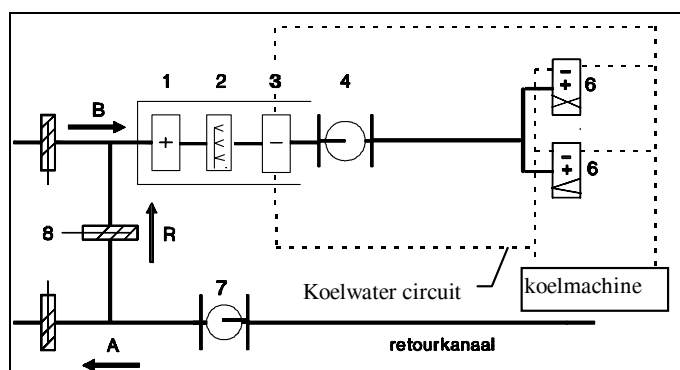 1 2 3 4
B
+
-
-
+
6
-
+
6
8
R
7
Koelwater circuit
koelmachine
A
retourkanaal